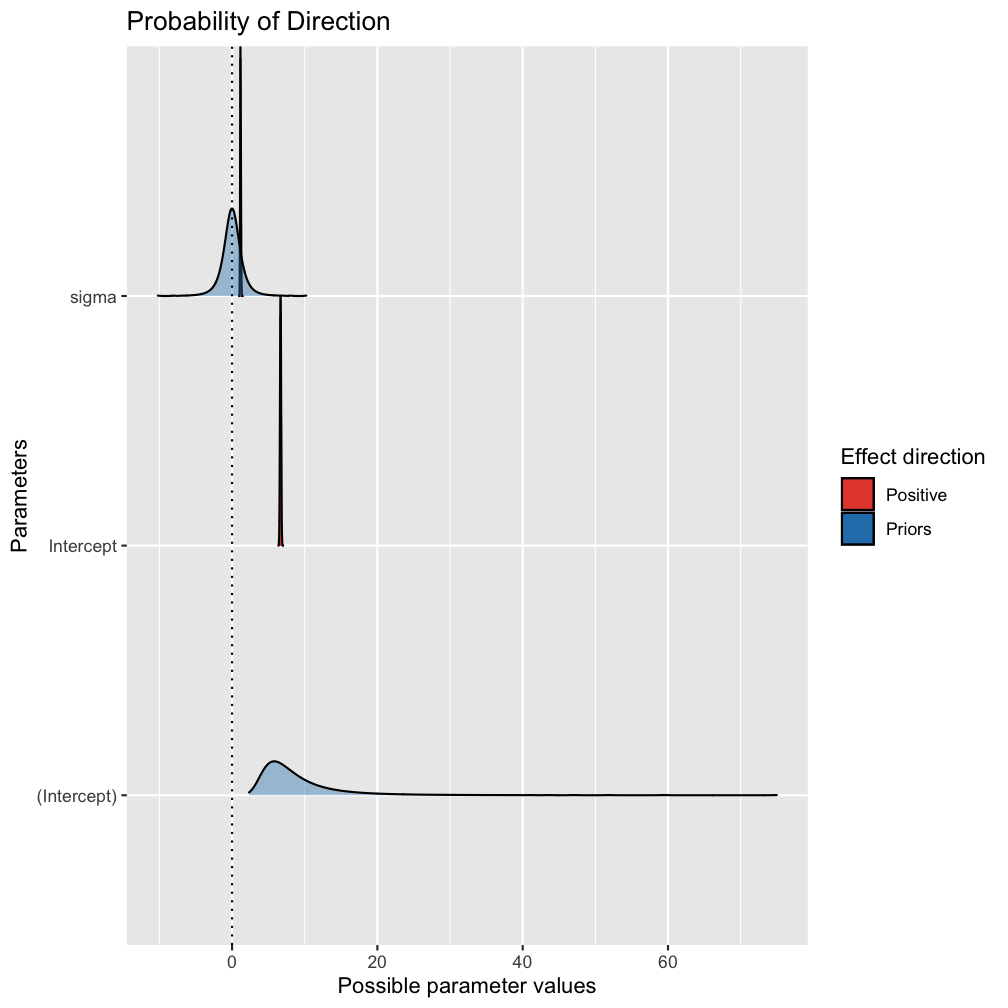 Probability of Direction
sigma
Intercept
(Intercept)
Parameters
0 20 40 60
Possible parameter values
Effect direction
Positive
Priors